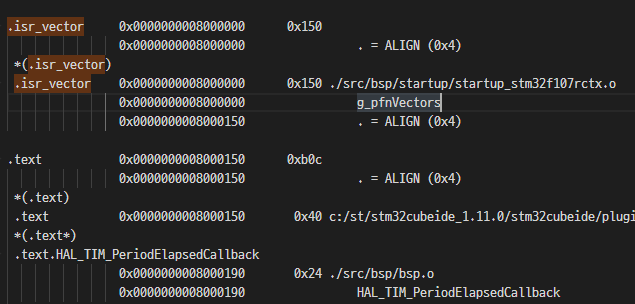 .isr_vector 0x0000000008000000 0x150
0x0000000008000000 . = ALIGN (0x4)
*(.isr_vector)
.isr_vector 0x0000000008000000 0x150 ./src/bsp/startup/startup_stm32f107rctx.o
0x0000000008000000 g_pfnVectors
0x0000000008000150 . = ALIGN (0x4)
.text 0x0000000008000150 0xb0c
0x0000000008000150 . = ALIGN (0x4)
*(.text)
.text 0x0000000008000150 0x40 c:/st/stm32cubeide_1.11.0/stm32cubeide/plugi
*(.text*)
.text.HAL_TIM_PeriodElapsedCallback
0x0000000008000190 0x24 ./src/bsp/bsp.o
0x0000000008000190 HAL_TIM_PeriodElapsedCallback